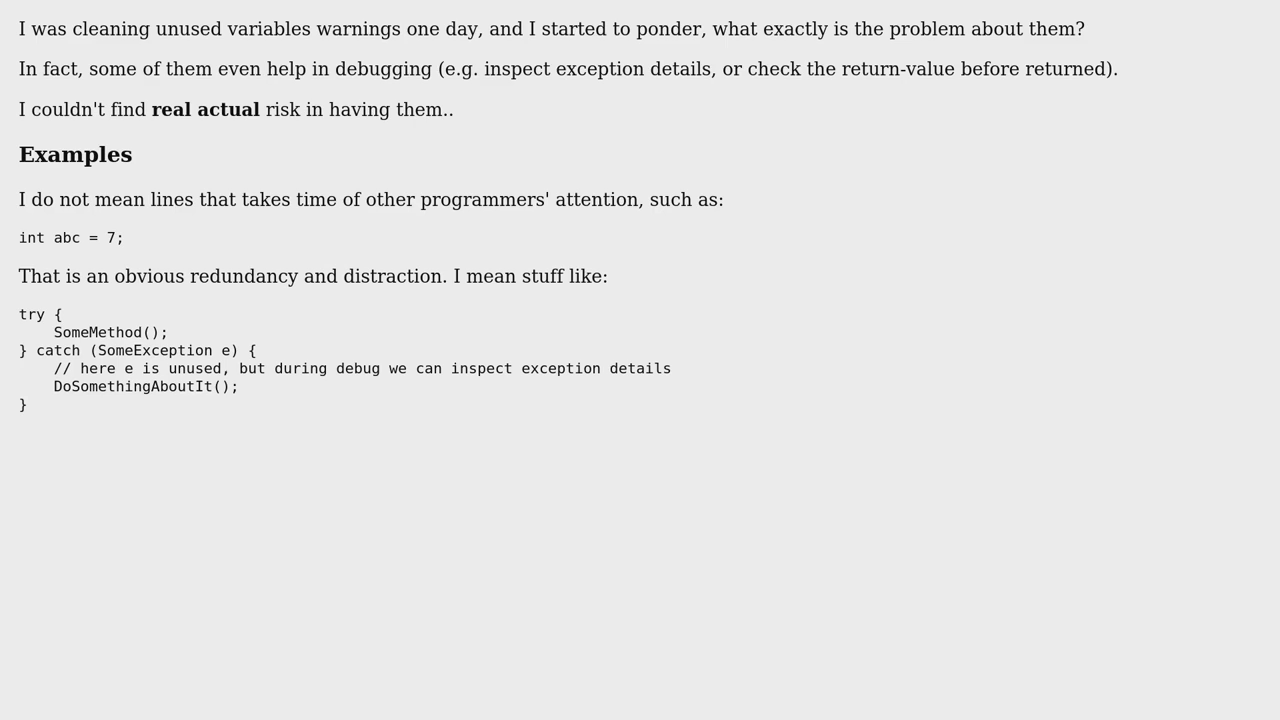 I was cleaning unused variables warnings one day, and I started to ponder, what exactly is the problem about them?
In fact, some of them even help in debugging (e.g. inspect exception details, or check the return-value before returned).
I couldn't find real actual risk in having them..
Examples
I do not mean lines that takes time of other programmers' attention, such as:
int abc = 7;
That is an obvious redundancy and distraction. I mean stuff like:
try {
    SomeMethod();
} catch (SomeException e) {
    // here e is unused, but during debug we can inspect exception details
    DoSomethingAboutIt();
}